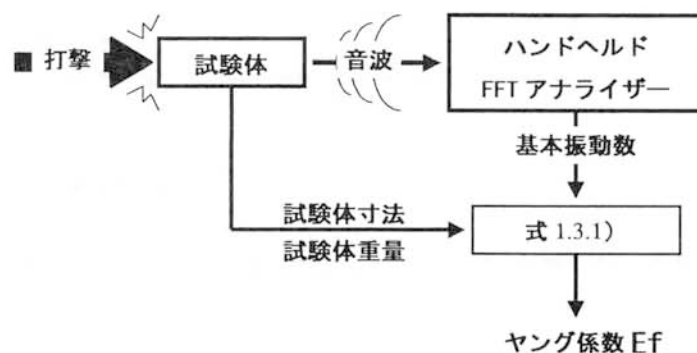 ■ 打撃
試験体
音波
ハンドヘルド
FFT アナライザー
基本振動数
試験体寸法
試験体重量
式 1.3.1)
ヤング係数 Ef